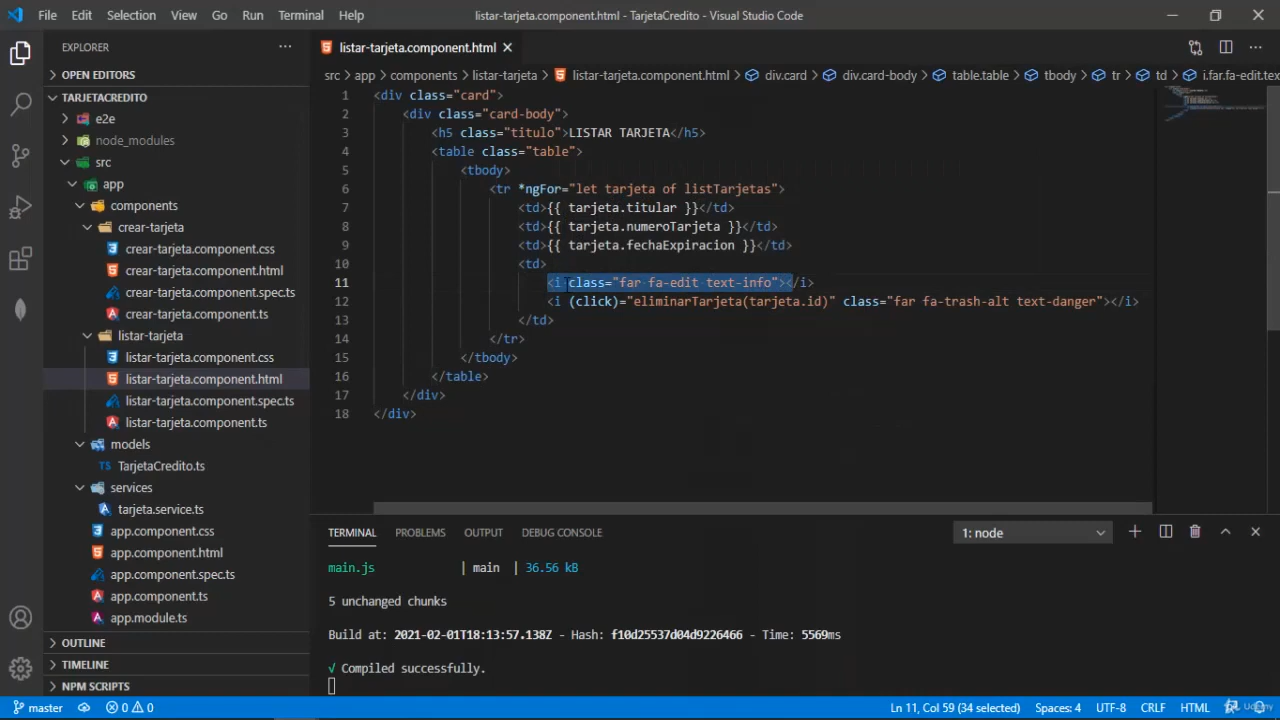 File Edit Selection View Go Run Terminal Help listar-tarjeta.component.html - TarjetaCredito - Visual Studio Code
EXPLORER
OPEN EDITORS
TARJETACREDITO
e2e
node_modules
src
app
components
crear-tarjeta
crear-tarjeta.component.css
crear-tarjeta.component.html
crear-tarjeta.component.spec.ts
crear-tarjeta.component.ts
listar-tarjeta
listar-tarjeta.component.css
listar-tarjeta.component.html
listar-tarjeta.component.spec.ts
listar-tarjeta.component.ts
models
TarjetaCredito.ts
services
tarjeta.service.ts
app.component.css
app.component.html
app.component.spec.ts
app.component.ts
app.module.ts
OUTLINE
TIMELINE
NPM SCRIPTS
listar-tarjeta.component.html
src > app > components > listar-tarjeta > listar-tarjeta.component.html > div.card > div.card-body > table.table > tbody > tr > td > i.far.fa-edit.tex
1 <div class="card">
2 <div class="card-body">
3 <h5 class="titulo">LISTAR TARJETA</h5>
4 <table class="table">
5 <tbody>
6 <tr *ngFor="let tarjeta of listTarjetas">
7 <td>{{ tarjeta.titular }}</td>
8 <td>{{ tarjeta.numeroTarjeta }}</td>
9 <td>{{ tarjeta.fechaExpiracion }}</td>
10 <td>
11 <i class="far fa-edit text-info"></i>
12 <i (click)="eliminarTarjeta(tarjeta.id)" class="far fa-trash-alt text-danger"></i>
13 </td>
14 </tr>
15 </tbody>
16 </table>
17 </div>
18 </div>
TERMINAL PROBLEMS OUTPUT DEBUG CONSOLE 1: node
main.js | main | 36.56 kB
5 unchanged chunks
Build at: 2021-02-01T18:13:57.138Z - Hash: f10d25537d04d9226466 - Time: 5569ms
√ Compiled successfully.
master 0 0 Ln 11, Col 59 (34 selected) Spaces: 4 UTF-8 CRLF HTML Udemy